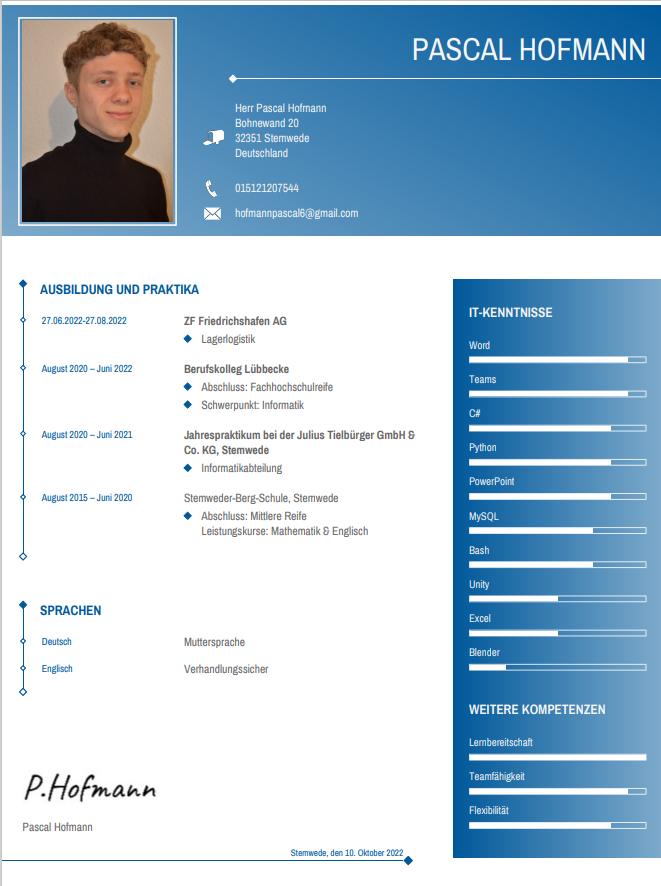 PASCAL HOFMANN
Herr Pascal Hofmann
Bohnewand 20
32351 Stemwede
Deutschland
015121207544
hofmannpascal6@gmail.com
AUSBILDUNG UND PRAKTIKA
27.06.2022-27.08.2022 ZF Friedrichshafen AG
Lagerlogistik
August 2020 – Juni 2022 Berufskolleg Lübbecke
Abschluss: Fachhochschulreife
Schwerpunkt: Informatik
August 2020 – Juni 2021 Jahrespraktikum bei der Julius Tielbürger GmbH &
Co. KG, Stemwede
Informatikabteilung
August 2015 – Juni 2020 Stemweder-Berg-Schule, Stemwede
Abschluss: Mittlere Reife
Leistungskurse: Mathematik & Englisch
SPRACHEN
Deutsch Muttersprache
Englisch Verhandlungssicher
P.Hofmann
Pascal Hofmann
Stemwede, den 10. Oktober 2022
IT-KENNTNISSE
Word
Teams
C#
Python
PowerPoint
MySQL
Bash
Unity
Excel
Blender
WEITERE KOMPETENZEN
Lernbereitschaft
Teamfähigkeit
Flexibilität